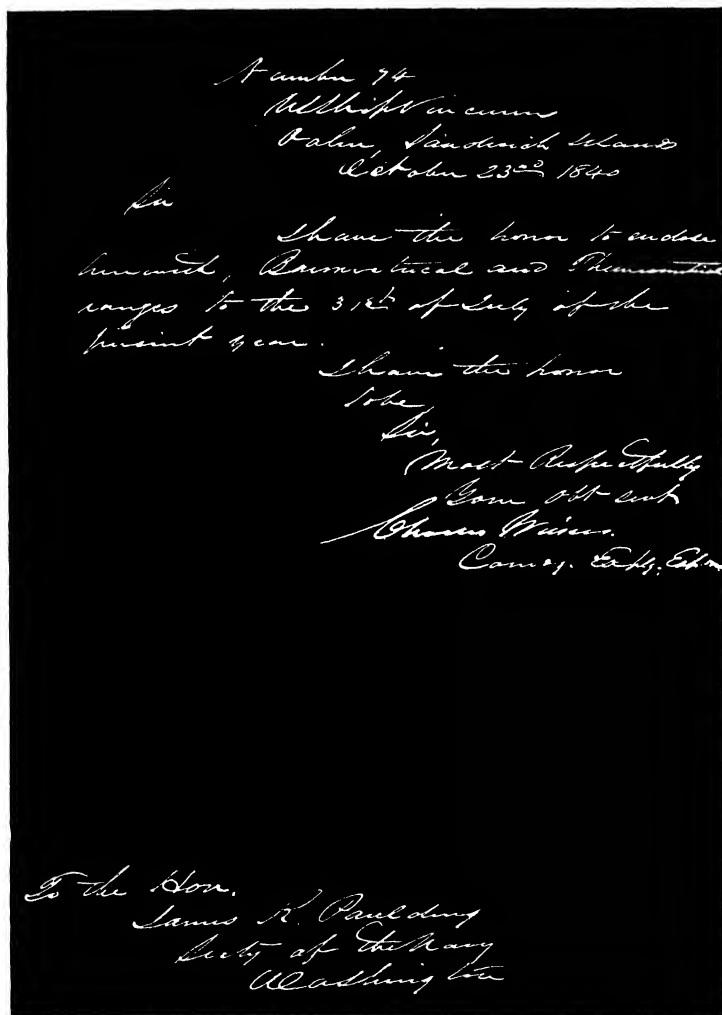 Number 74
US Ship Vincennes
Oahu, Sandwich Islands
October 23rd 1840
Sir
I have the honor to enclose
herewith, Barometrical and Thermometrical
ranges to the 31st of July of the
present year.
I have the honor
to be
Sir,
Most Respectfully
Your Obt Servt
Charles Wilkes.
Comdg. Explg. Expn
To the Hon.
James K. Paulding
Secty of the Navy
Washington